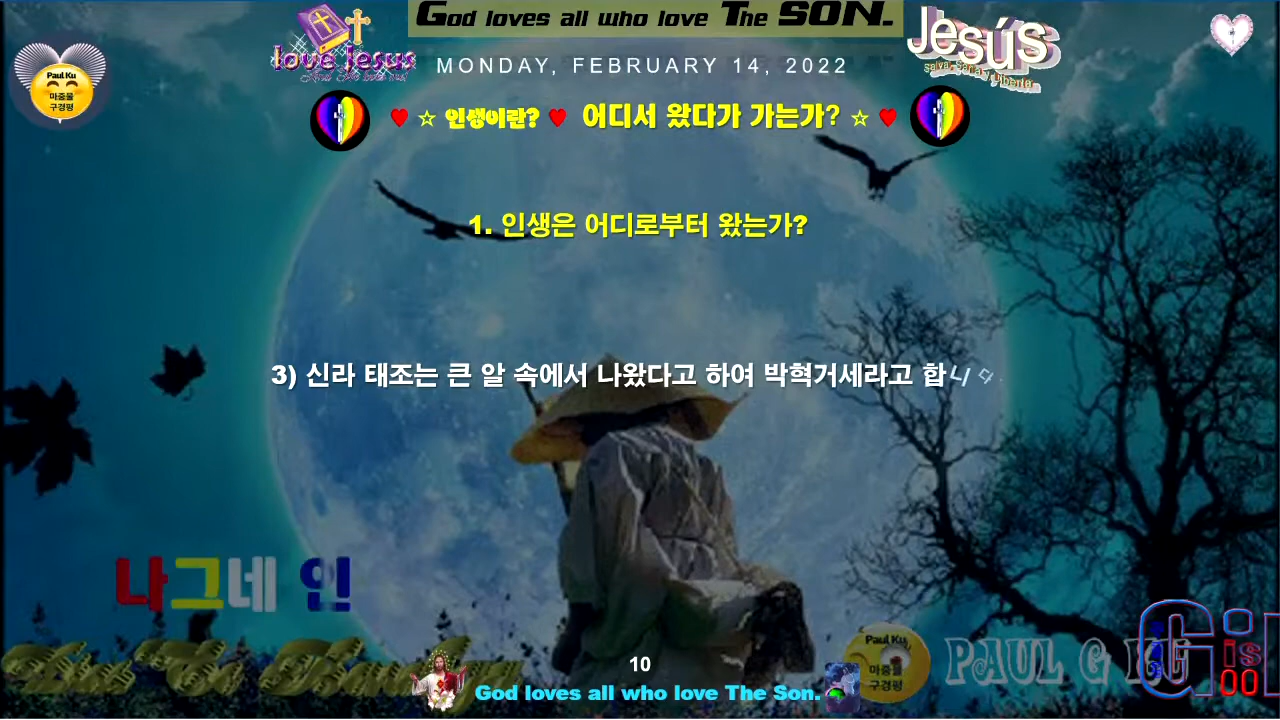 God loves all who love The SON.
love Jesus
Jesús
MONDAY, FEBRUARY 14, 2022
Paul Ku
마중물
구경평
인생이란? 어디서 왔다가 가는가?
1. 인생은 어디로부터 왔는가?
3) 신라 태조는 큰 알 속에서 나왔다고 하여 박혁거세라고 합니다.
나그네 인
10
God loves all who love The Son.
Paul Ku
마중물
구경평
PAUL G KU